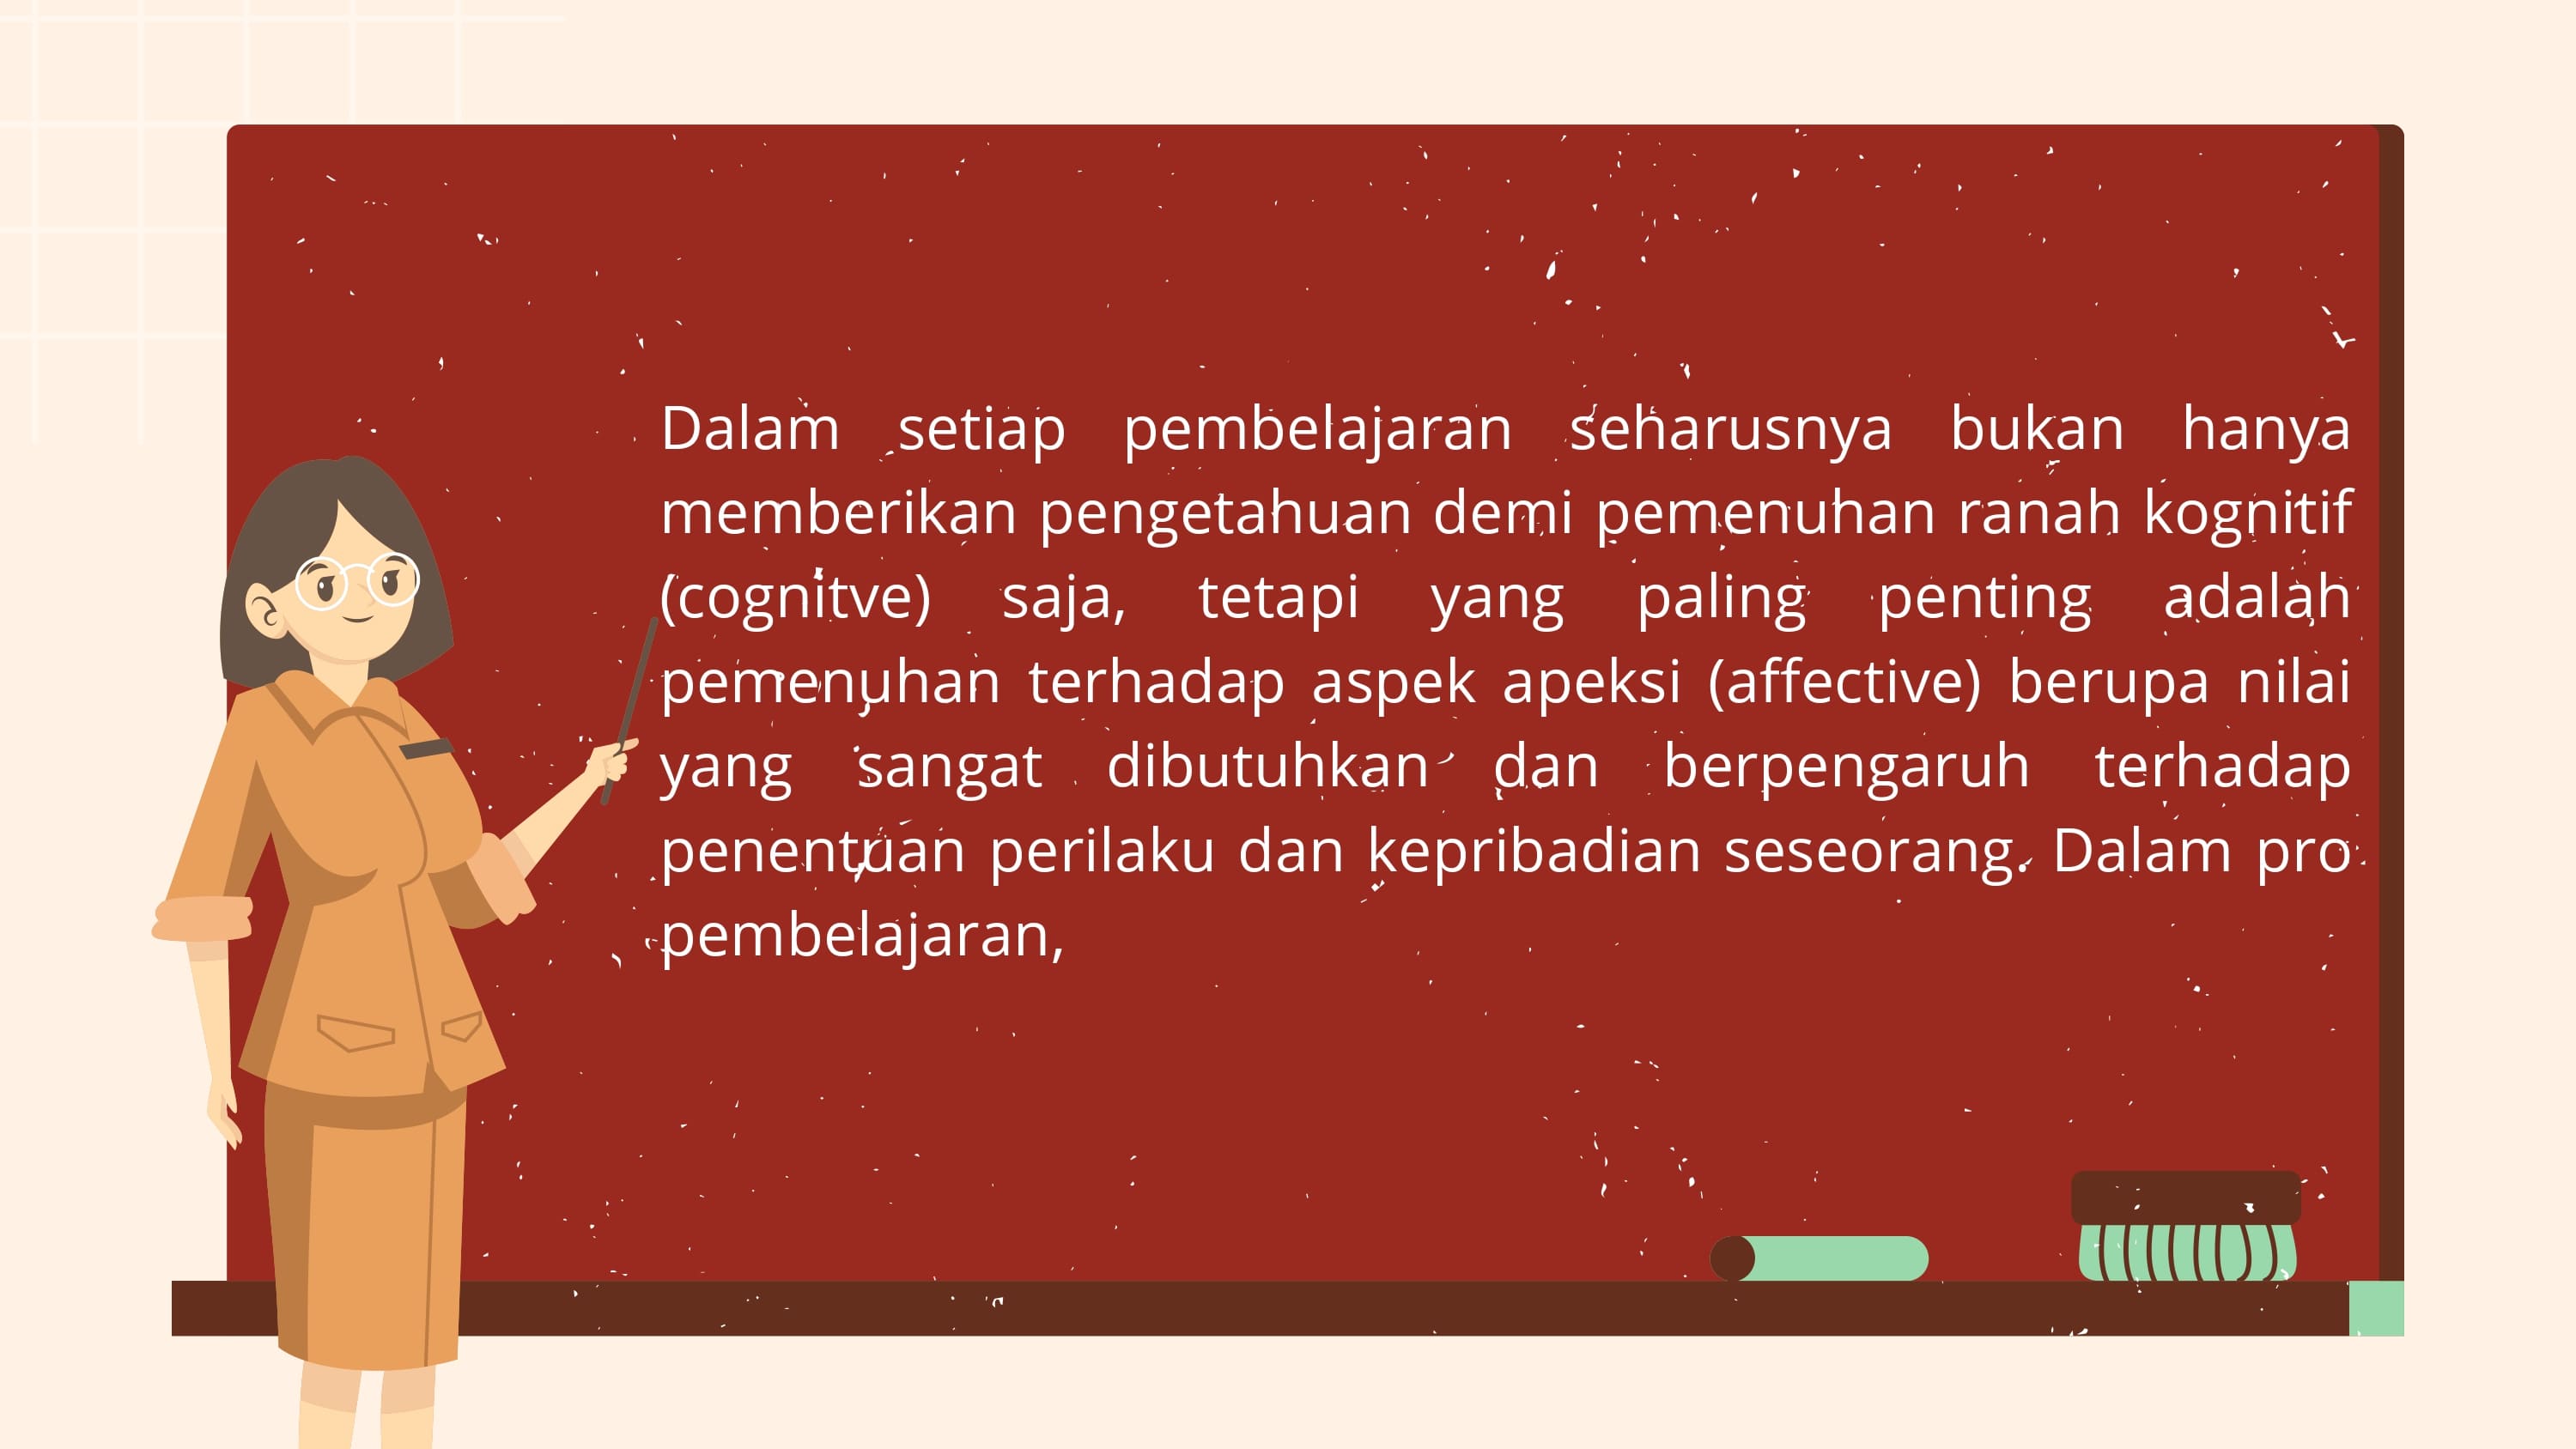 Dalam setiap pembelajaran seharusnya bukan hanya
memberikan pengetahuan demi pemenuhan ranah kognitif
(cognitve) saja, tetapi yang paling penting adalah
pemenuhan terhadap aspek apeksi (affective) berupa nilai
yang sangat dibutuhkan dan berpengaruh terhadap
penentuan perilaku dan kepribadian seseorang. Dalam pro
pembelajaran,